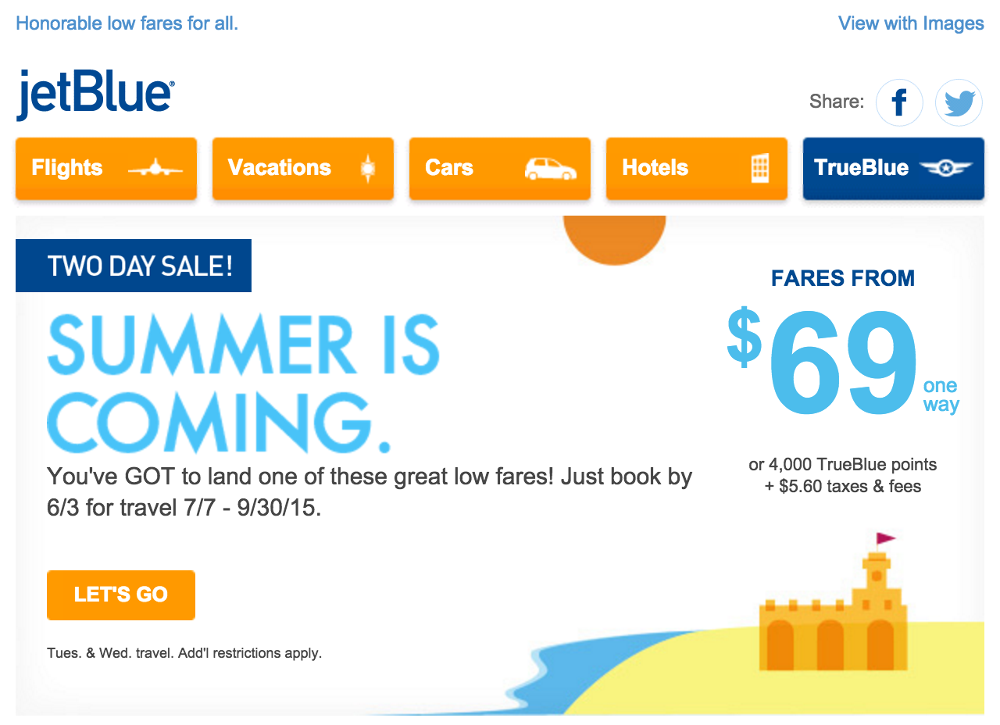 Honorable low fares for all.
View with Images
jetBlue®
Share:
Flights
Vacations
Cars
Hotels
TrueBlue
TWO DAY SALE!
SUMMER IS
COMING.
You've GOT to land one of these great low fares! Just book by
6/3 for travel 7/7 - 9/30/15.
LET'S GO
Tues. & Wed. travel. Add'l restrictions apply.
FARES FROM
$69
one
way
or 4,000 TrueBlue points
+ $5.60 taxes & fees